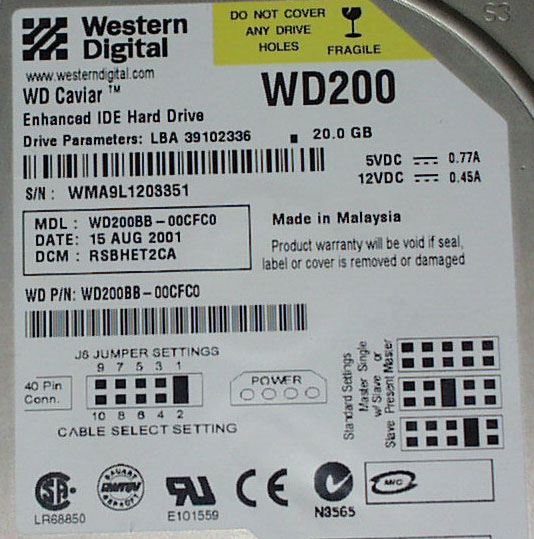 S3
Western
Digital
www.westerndigital.com
DO NOT COVER
ANY DRIVE
HOLES
FRAGILE
WD Caviar ™
WD200
Enhanced IDE Hard Drive
Drive Parameters: LBA 39102336 . 20.0 GB
5VDC 0.77A
12VDC 0.45A
S/N : WMA9L1203351
MDL : WD200BB-00CFC0
DATE: 15 AUG 2001
DCM : RSBHET2CA
Made in Malaysia
Product warranty will be void if seal,
label or cover is removed or damaged
WD P/N: WD200BB-00CFC0
J8 JUMPER SETTINGS
9 7 5 3 1
40 Pin
Conn.
10 8 6 4 2
CABLE SELECT SETTING
POWER
Standard Settings
Master Single
w/ Slave or
Slave Present Master
SA
LR68850
RU
E101559
CE
N3565
M/C